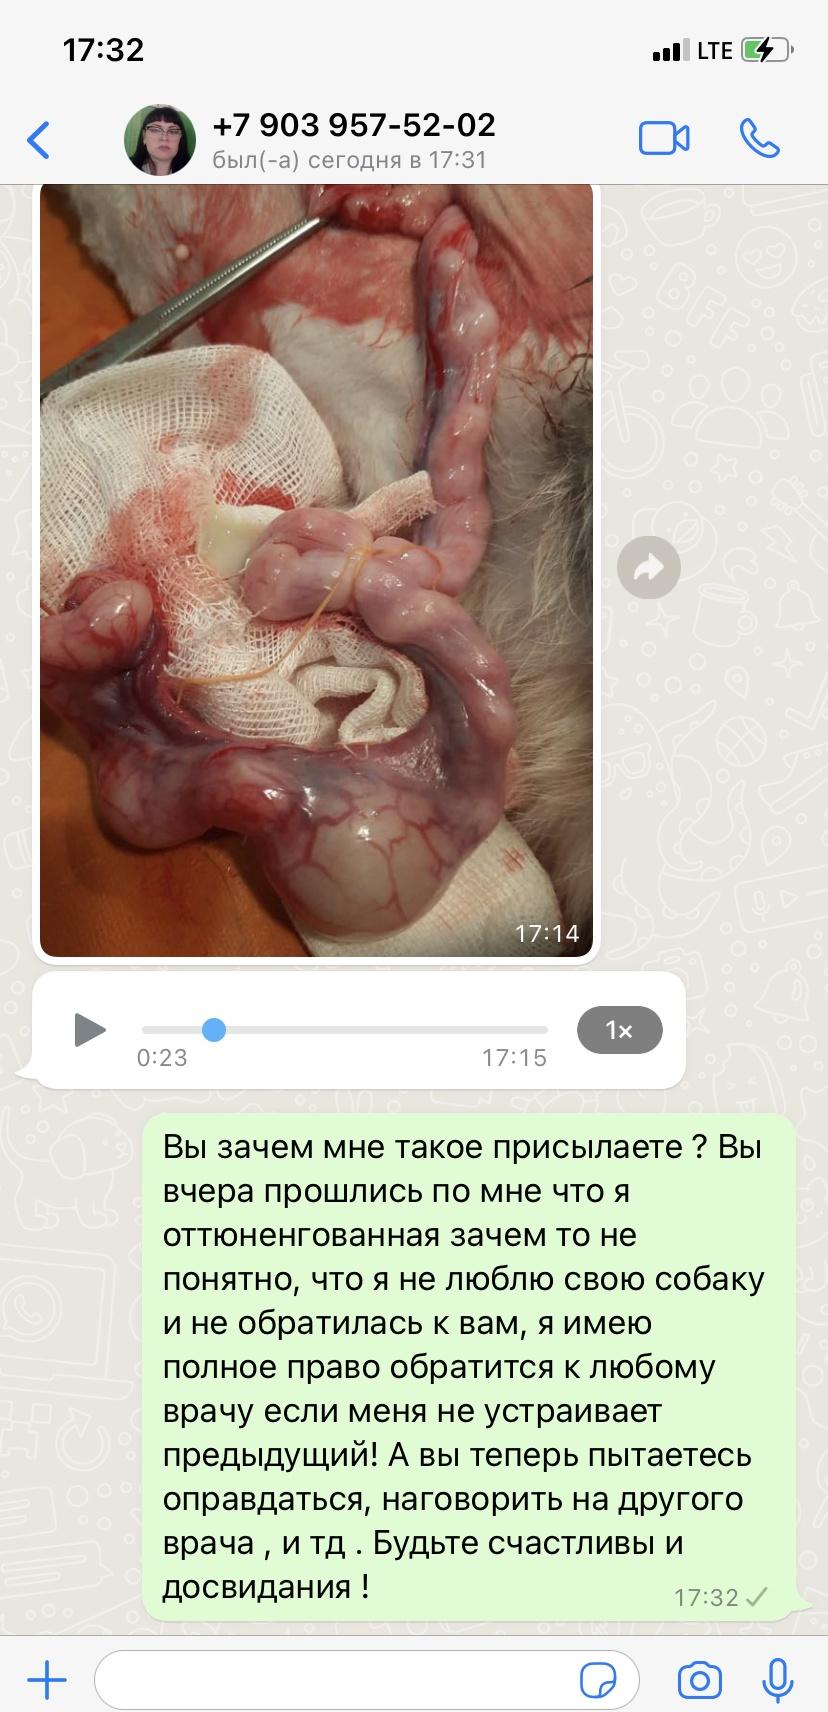 17:32
LTE
+7 903 957-52-02
был(-а) сегодня в 17:31
17:14
1×
0:23
17:15
Вы зачем мне такое присылаете ? Вы
вчера прошлись по мне что я
оттюненгованная зачем то не
понятно, что я не люблю свою собаку
и не обратилась к вам, я имею
полное право обратится к любому
врачу если меня не устраивает
предыдущий! А вы теперь пытаетесь
оправдаться, наговорить на другого
врача , и тд . Будьте счастливы и
досвидания !
17:32